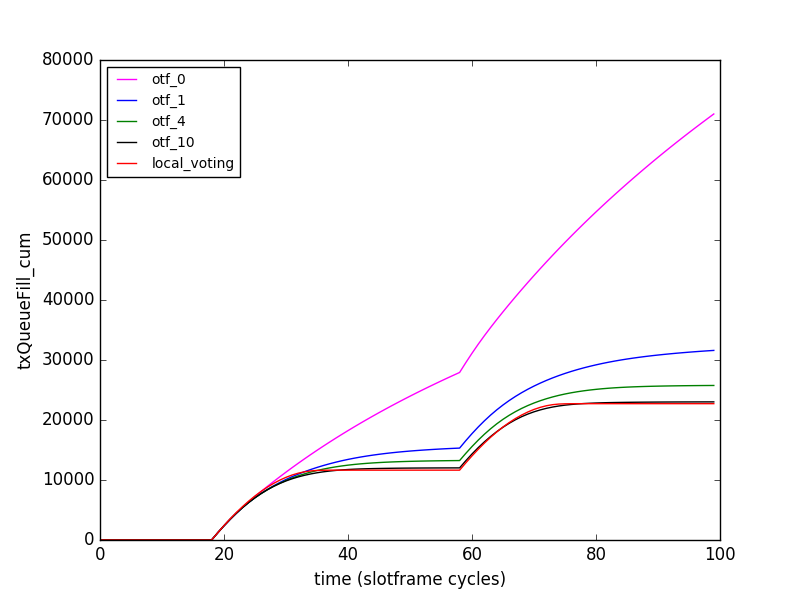 80000
70000
60000
50000
40000
30000
20000
10000
0
txQueueFill_cum
otf_0
otf_1
otf_4
otf_10
local_voting
0 20 40 60 80 100
time (slotframe cycles)